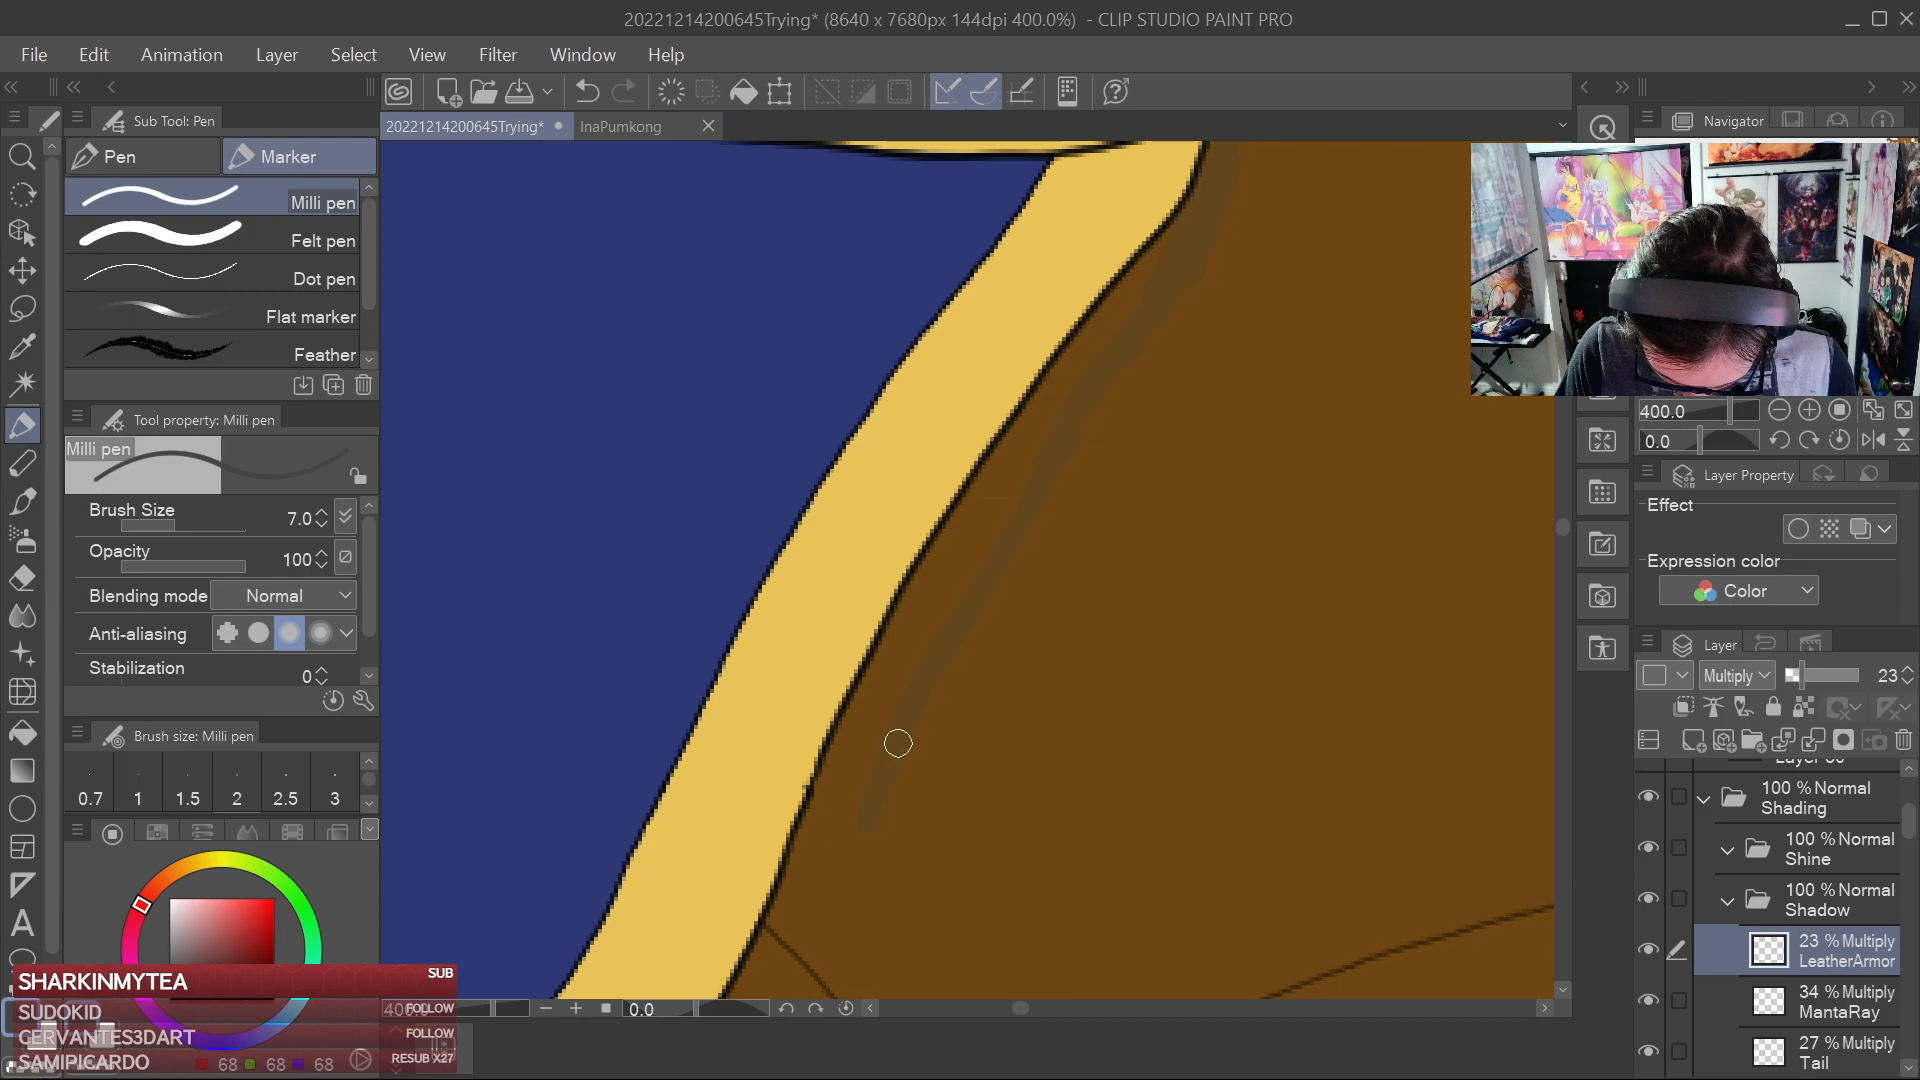 20221214200645Trying* (8640 x 7680px 144dpi 400.0%) - CLIP STUDIO PAINT PRO
File Edit Animation Layer Select View Filter Window Help
Sub Tool: Pen
20221214200645Trying*
InaPumkong
Navigator
Pen
Marker
Milli pen
Felt pen
Dot pen
Flat marker
Feather
Tool property: Milli pen
Milli pen
Brush Size 7.0
Opacity 100
Blending mode Normal
Anti-aliasing
Stabilization 0
Brush size: Milli pen
0.7 1 1.5 2 2.5 3
400.0
0.0
Layer Property
Effect
Expression color
Color
Layer
Multiply 23
100 % Normal
Shading
100 % Normal
Shine
100 % Normal
Shadow
23 % Multiply
LeatherArmor
34 % Multiply
MantaRay
27 % Multiply
Tail
SHARKINMYTEA SUB
SUDOKID FOLLOW
CERVANTES3DART FOLLOW
SAMIPICARDO RESUB X27
68 68 68
0.0